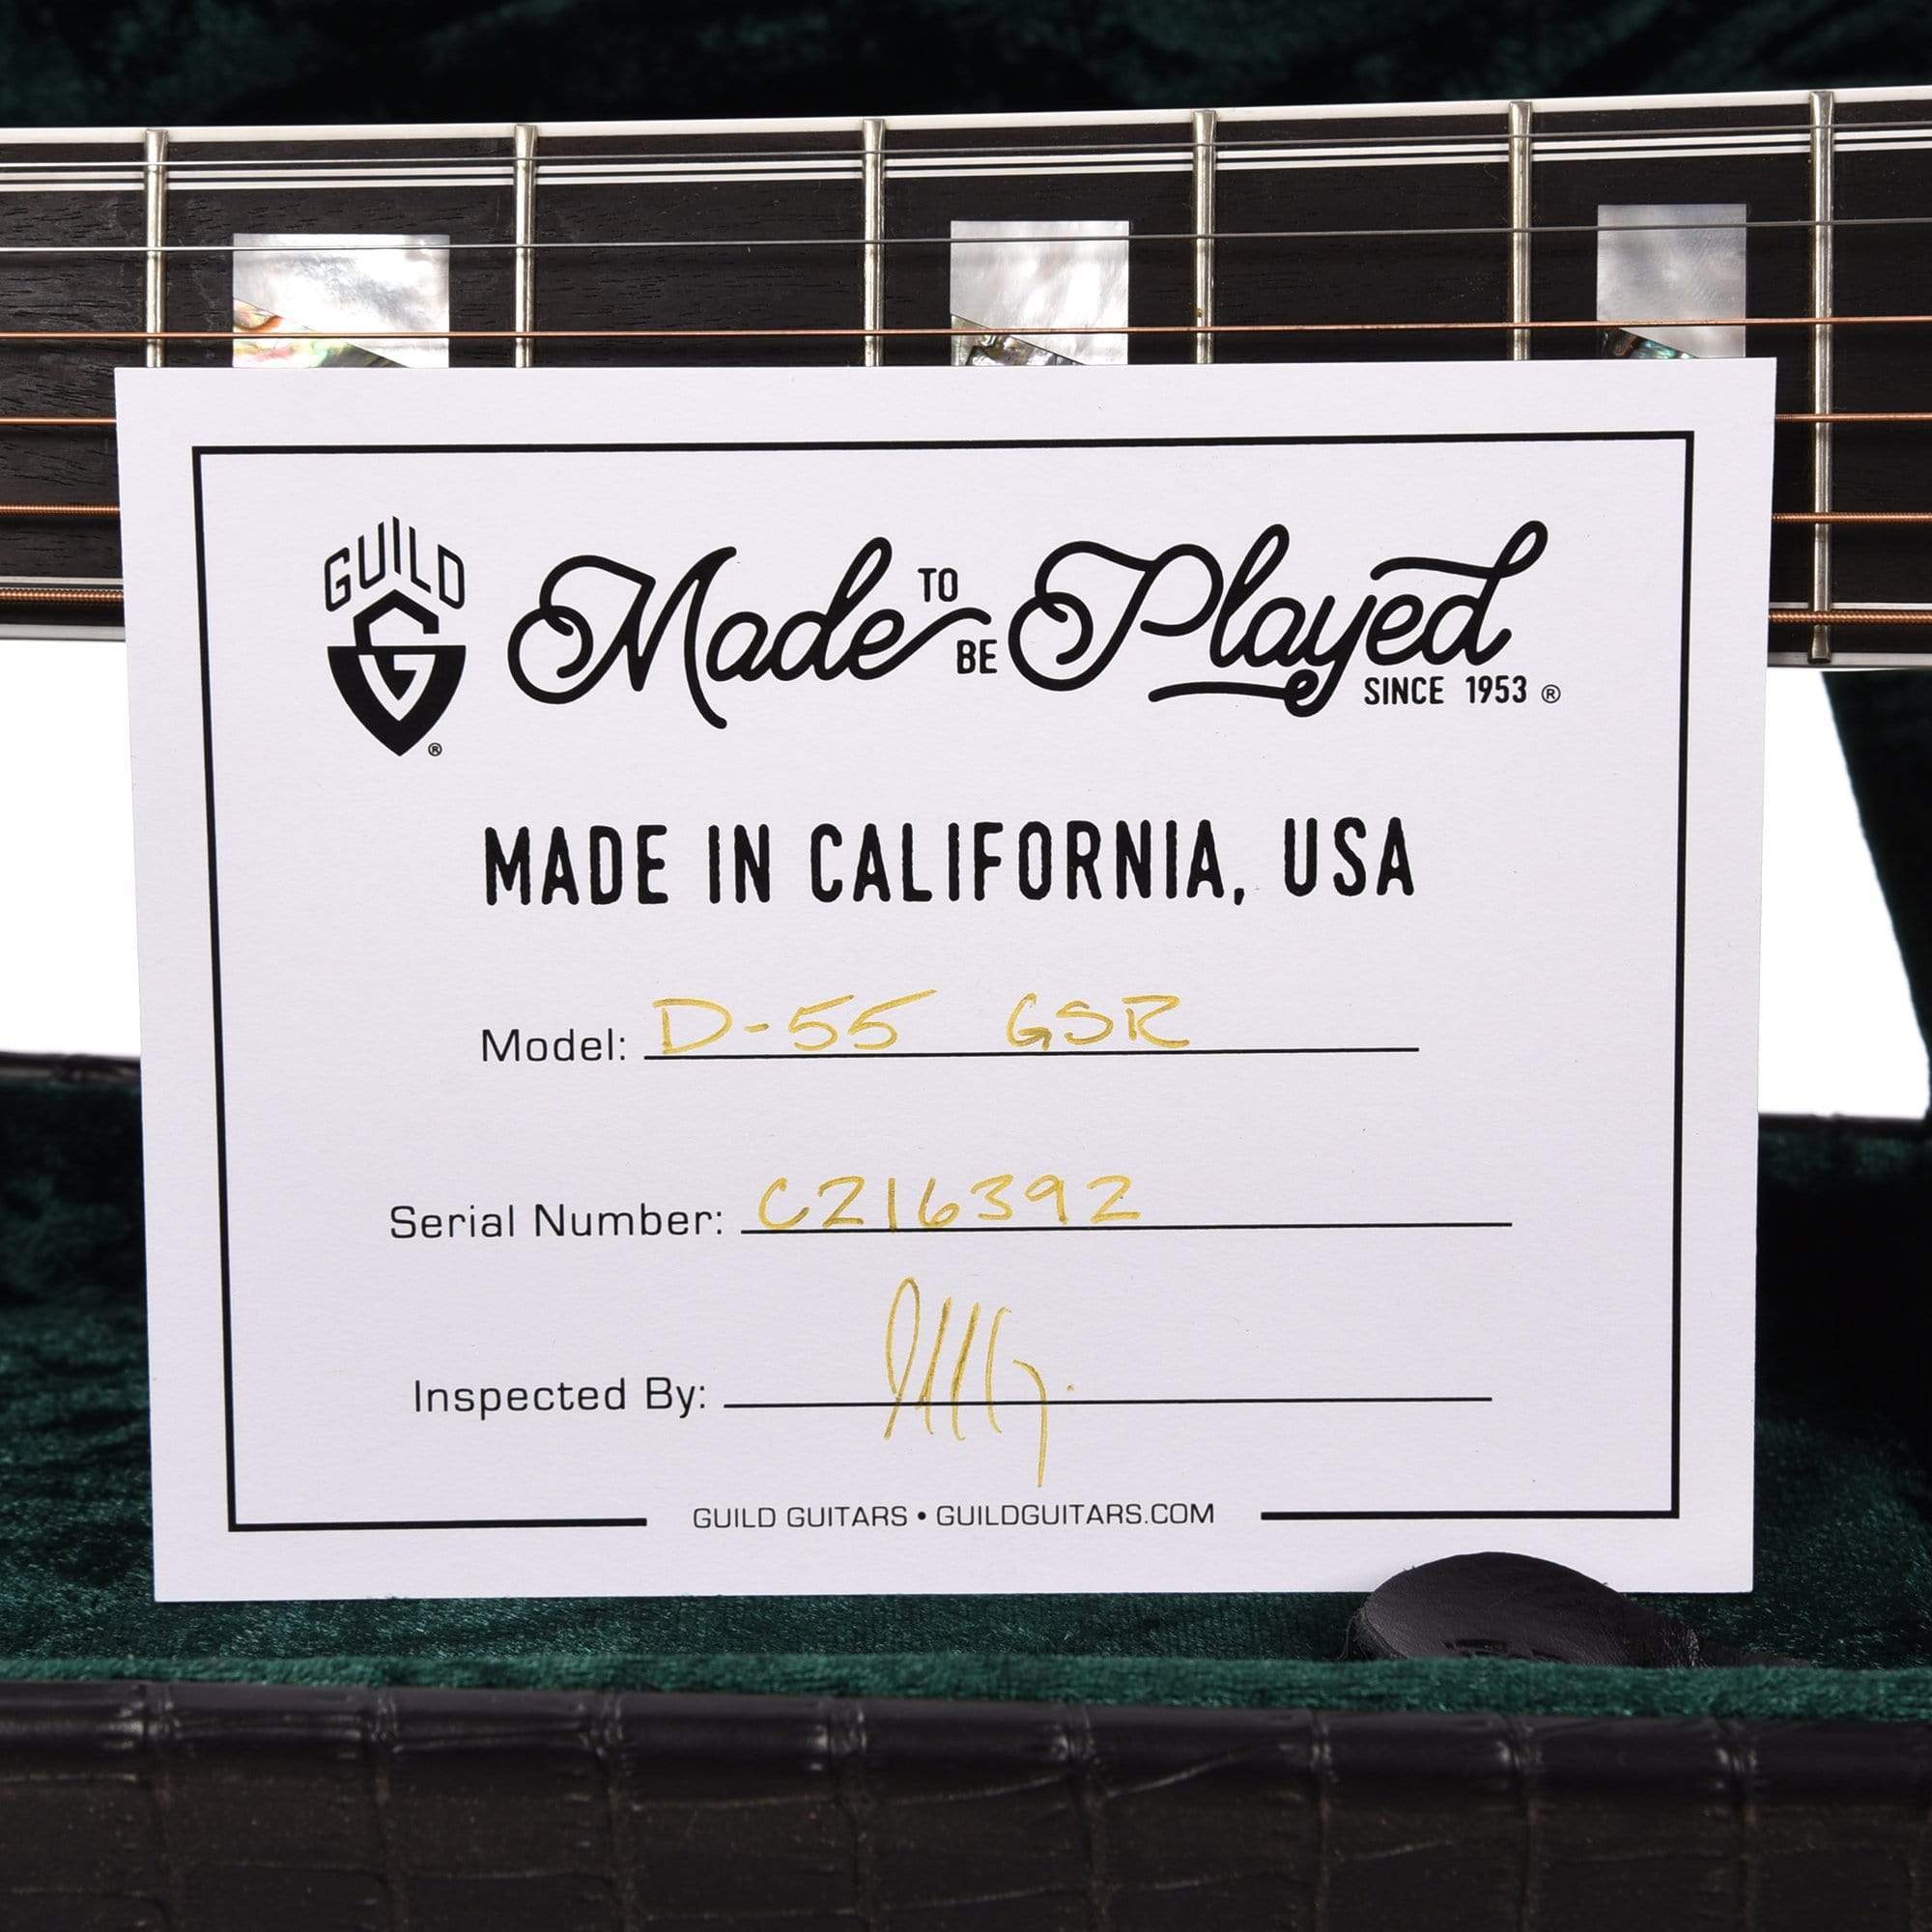 GUILD
G
Made TO BE Played
SINCE 1953 ®
®
MADE IN CALIFORNIA, USA
Model: D-55 GSR
Serial Number: C216392
Inspected By:
GUILD GUITARS • GUILDGUITARS.COM